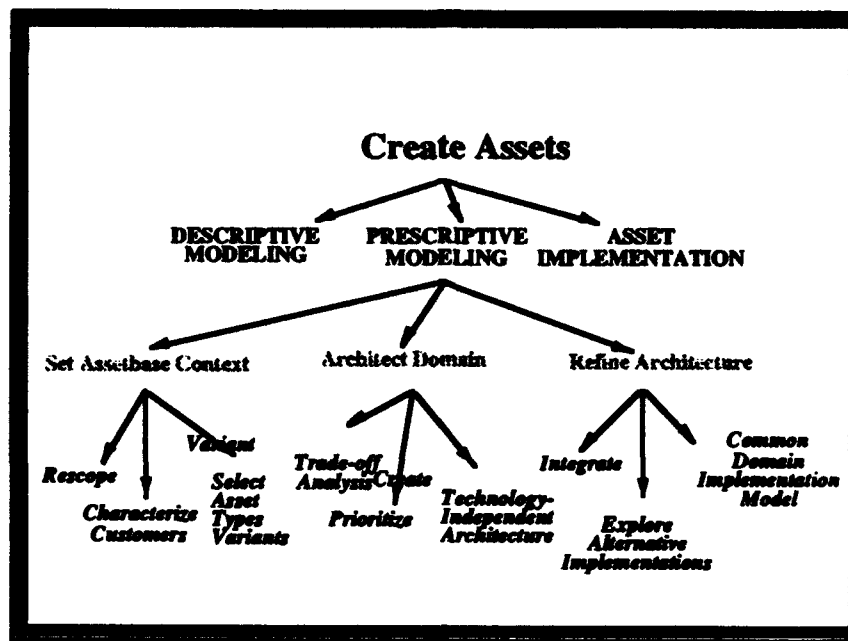 Create Assets
DESCRIPTIVE
MODELING
PRESCRIPTIVE
MODELING
ASSET
IMPLEMENTATION
Set Assetbase Context
Architect Domain
Refine Architecture
Rescope
Characterize
Customers
Variant
Select
Asset
Types
Variants
Trade-off
Analysis
Create
Prioritize
Technology-
Independent
Architecture
Integrate
Explore
Alternative
Implementations
Common
Domain
Implementation
Model